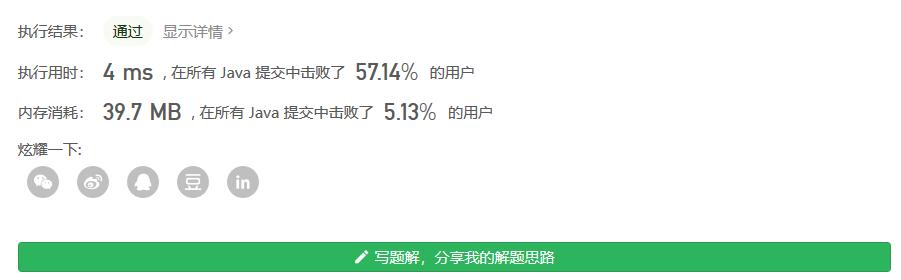 执行结果： 通过 显示详情 >
执行用时： 4 ms , 在所有 Java 提交中击败了 57.14% 的用户
内存消耗： 39.7 MB , 在所有 Java 提交中击败了 5.13% 的用户
炫耀一下:
豆 in
写题解，分享我的解题思路